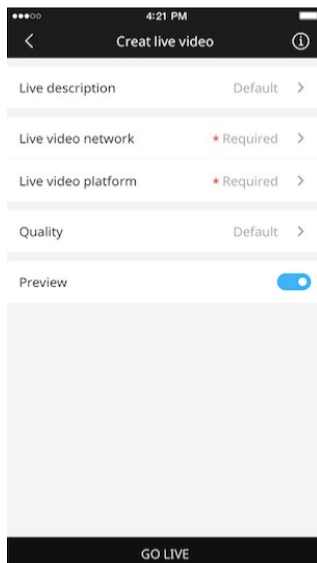 4:21 PM
Creat live video
Live description Default
Live video network * Required
Live video platform * Required
Quality Default
Preview
GO LIVE